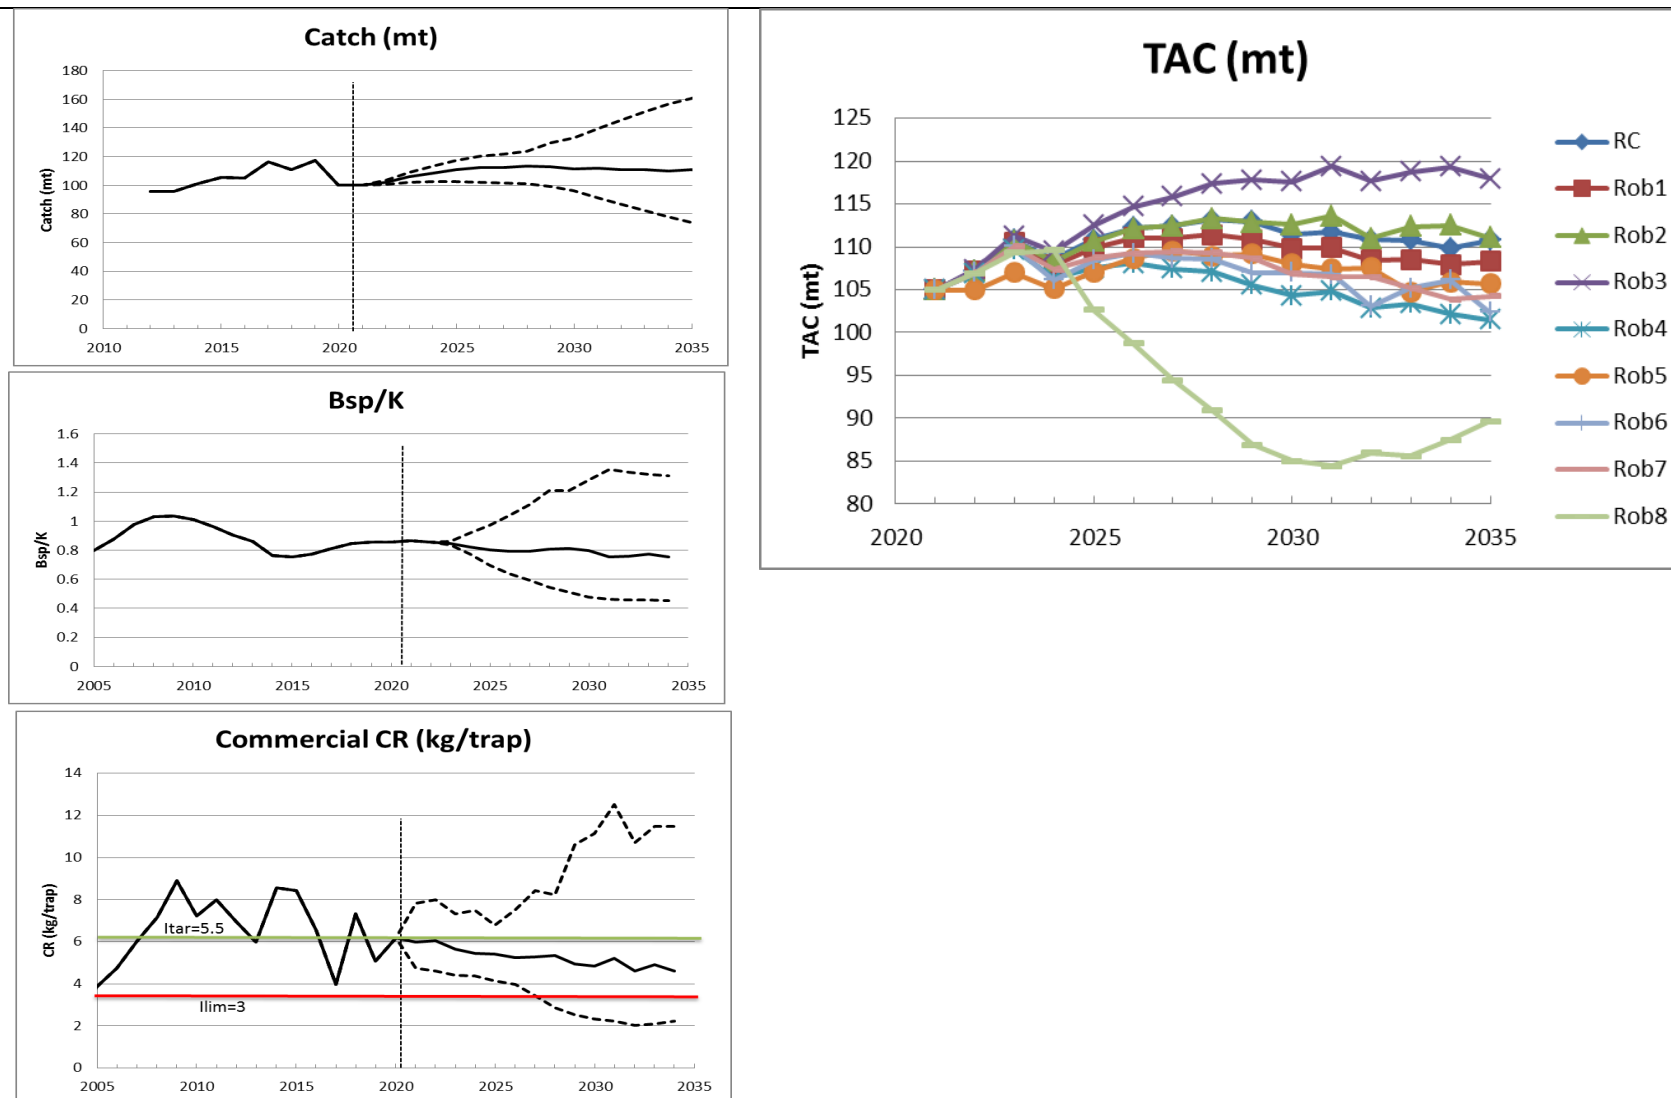 Catch (mt)
180
160
140
120
100
80
60
40
20
0
Catch (mt)
2010 2015 2020 2025 2030 2035
Bsp/K
1.6
1.4
1.2
1
0.8
0.6
0.4
0.2
0
Bsp/K
2005 2010 2015 2020 2025 2030 2035
Commercial CR (kg/trap)
14
12
10
8
6
4
2
0
CR (kg/trap)
Itar=5.5
Ilim=3
2005 2010 2015 2020 2025 2030 2035
TAC (mt)
125
120
115
110
105
100
95
90
85
80
TAC (mt)
2020 2025 2030 2035
RC
Rob1
Rob2
Rob3
Rob4
Rob5
Rob6
Rob7
Rob8